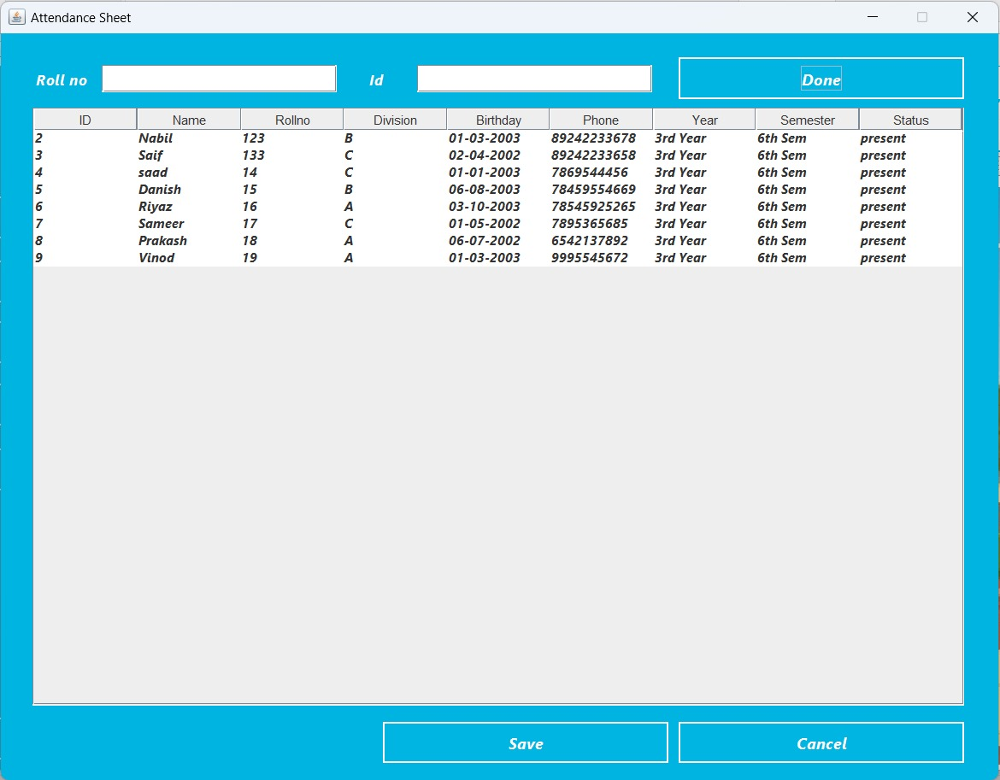 Attendance Sheet
Roll no Id Done
ID Name Rollno Division Birthday Phone Year Semester Status
2 Nabil 123 B 01-03-2003 89242233678 3rd Year 6th Sem present
3 Saif 133 C 02-04-2002 89242233658 3rd Year 6th Sem present
4 saad 14 C 01-01-2003 7869544456 3rd Year 6th Sem present
5 Danish 15 B 06-08-2003 78459554669 3rd Year 6th Sem present
6 Riyaz 16 A 03-10-2003 78545925265 3rd Year 6th Sem present
7 Sameer 17 C 01-05-2002 7895365685 3rd Year 6th Sem present
8 Prakash 18 A 06-07-2002 6542137892 3rd Year 6th Sem present
9 Vinod 19 A 01-03-2003 9995545672 3rd Year 6th Sem present
Save Cancel